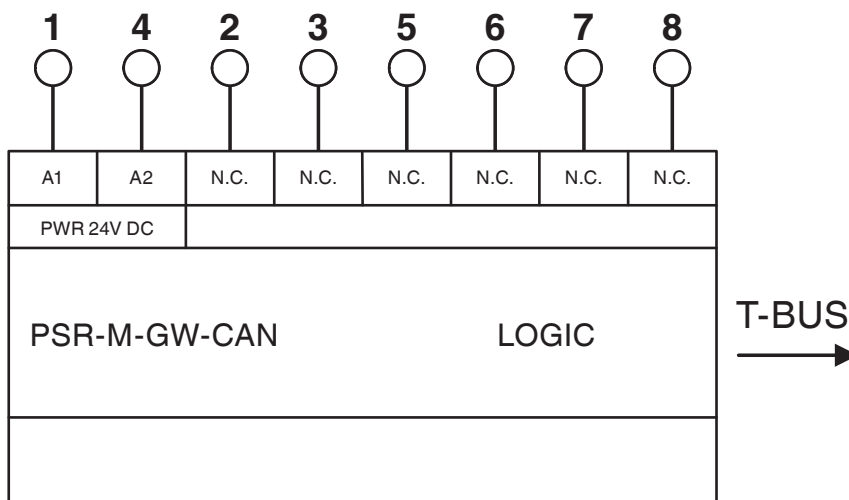 1 4 2 3 5 6 7 8
A1 A2 N.C. N.C. N.C. N.C. N.C. N.C.
PWR 24V DC
PSR-M-GW-CAN LOGIC
T-BUS